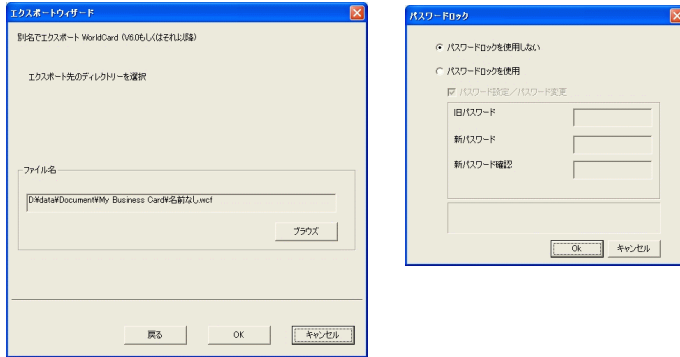 エクスポートウィザード
別名でエクスポート WorldCard (V6.0もしくはそれ以降)
エクスポート先のディレクトリーを選択
ファイル名
D:¥data¥Document¥My Business Card¥名前なし.wcf
ブラウズ
戻る
OK
キャンセル
パスワードロック
パスワードロックを使用しない
パスワードロックを使用
パスワード設定／パスワード変更
旧パスワード
新パスワード
新パスワード確認
Ok
キャンセル